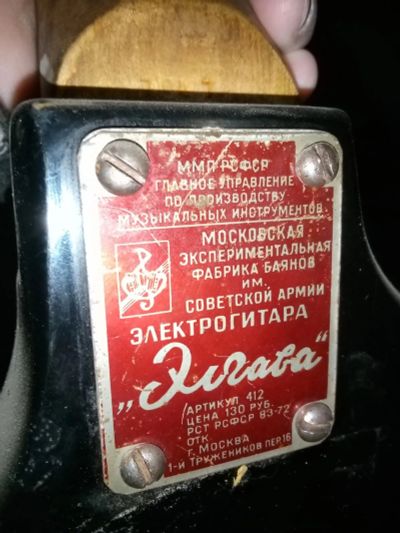 ММП РСФСР
ГЛАВНОЕ УПРАВЛЕНИЕ
ПО ПРОИЗВОДСТВУ
МУЗЫКАЛЬНЫХ ИНСТРУМЕНТОВ
МОСКОВСКАЯ
ЭКСПЕРИМЕНТАЛЬНАЯ
ФАБРИКА БАЯНОВ
ИМ.
СОВЕТСКОЙ АРМИИ
ЭЛЕКТРОГИТАРА
„Элгава“
АРТИКУЛ 412
ЦЕНА 130 РУБ.
РСТ РСФСР 83-72
ОТК
г. МОСКВА
1-й ТРУЖЕНИКОВ ПЕР 16